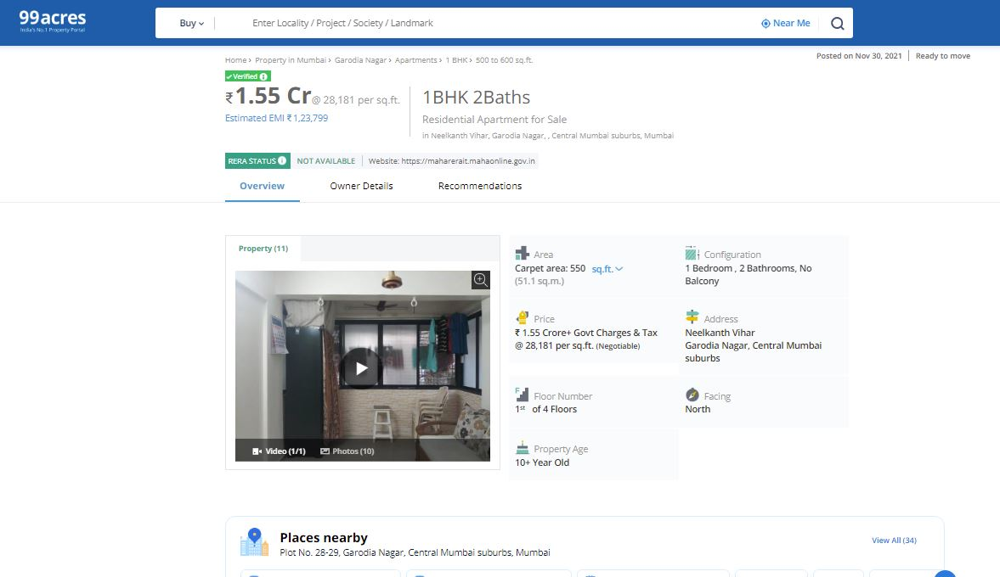 99acres
India's No.1 Property Portal
Buy
Enter Locality / Project / Society / Landmark
Near Me
Home › Property in Mumbai › Garodia Nagar › Apartments › 1 BHK › 500 to 600 sq.ft.
Posted on Nov 30, 2021 | Ready to move
Verified
₹1.55 Cr @ 28,181 per sq.ft.
Estimated EMI ₹1,23,799
1BHK 2Baths
Residential Apartment for Sale
in Neelkanth Vihar, Garodia Nagar, , Central Mumbai suburbs, Mumbai
RERA STATUS NOT AVAILABLE | Website: https://maharerait.mahaonline.gov.in
Overview
Owner Details
Recommendations
Property (11)
Video (1/1)
Photos (10)
Area
Carpet area: 550 sq.ft.
(51.1 sq.m.)
Configuration
1 Bedroom , 2 Bathrooms, No
Balcony
Price
₹ 1.55 Crore+ Govt Charges & Tax
@ 28,181 per sq.ft. (Negotiable)
Address
Neelkanth Vihar
Garodia Nagar, Central Mumbai
suburbs
Floor Number
1st of 4 Floors
Facing
North
Property Age
10+ Year Old
Places nearby
Plot No. 28-29, Garodia Nagar, Central Mumbai suburbs, Mumbai
View All (34)